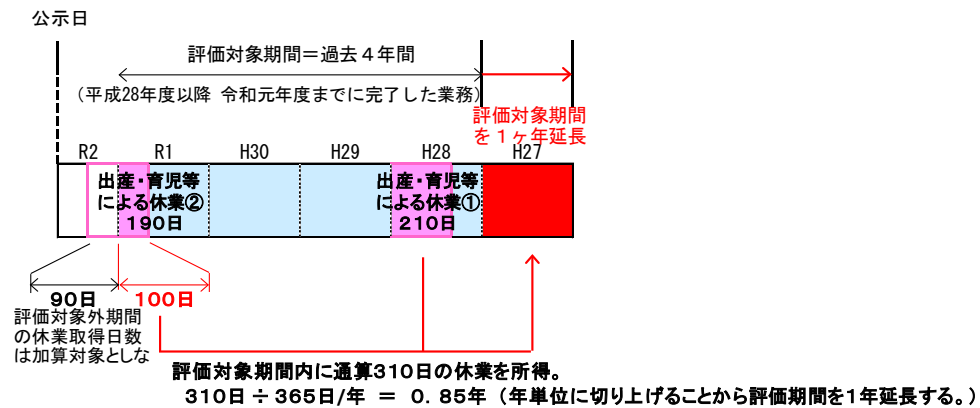 公示日
評価対象期間＝過去４年間
（平成28年度以降 令和元年度までに完了した業務）
評価対象期間
を１ヶ年延長
R2 R1 H30 H29 H28 H27
出産・育児等
による休業②
190日
出産・育児等
による休業①
210日
90日
100日
評価対象外期間
の休業取得日数
は加算対象としな
評価対象期間内に通算310日の休業を所得。
310日 ÷ 365日/年 ＝ 0.85年（年単位に切り上げることから評価期間を1年延長する。）